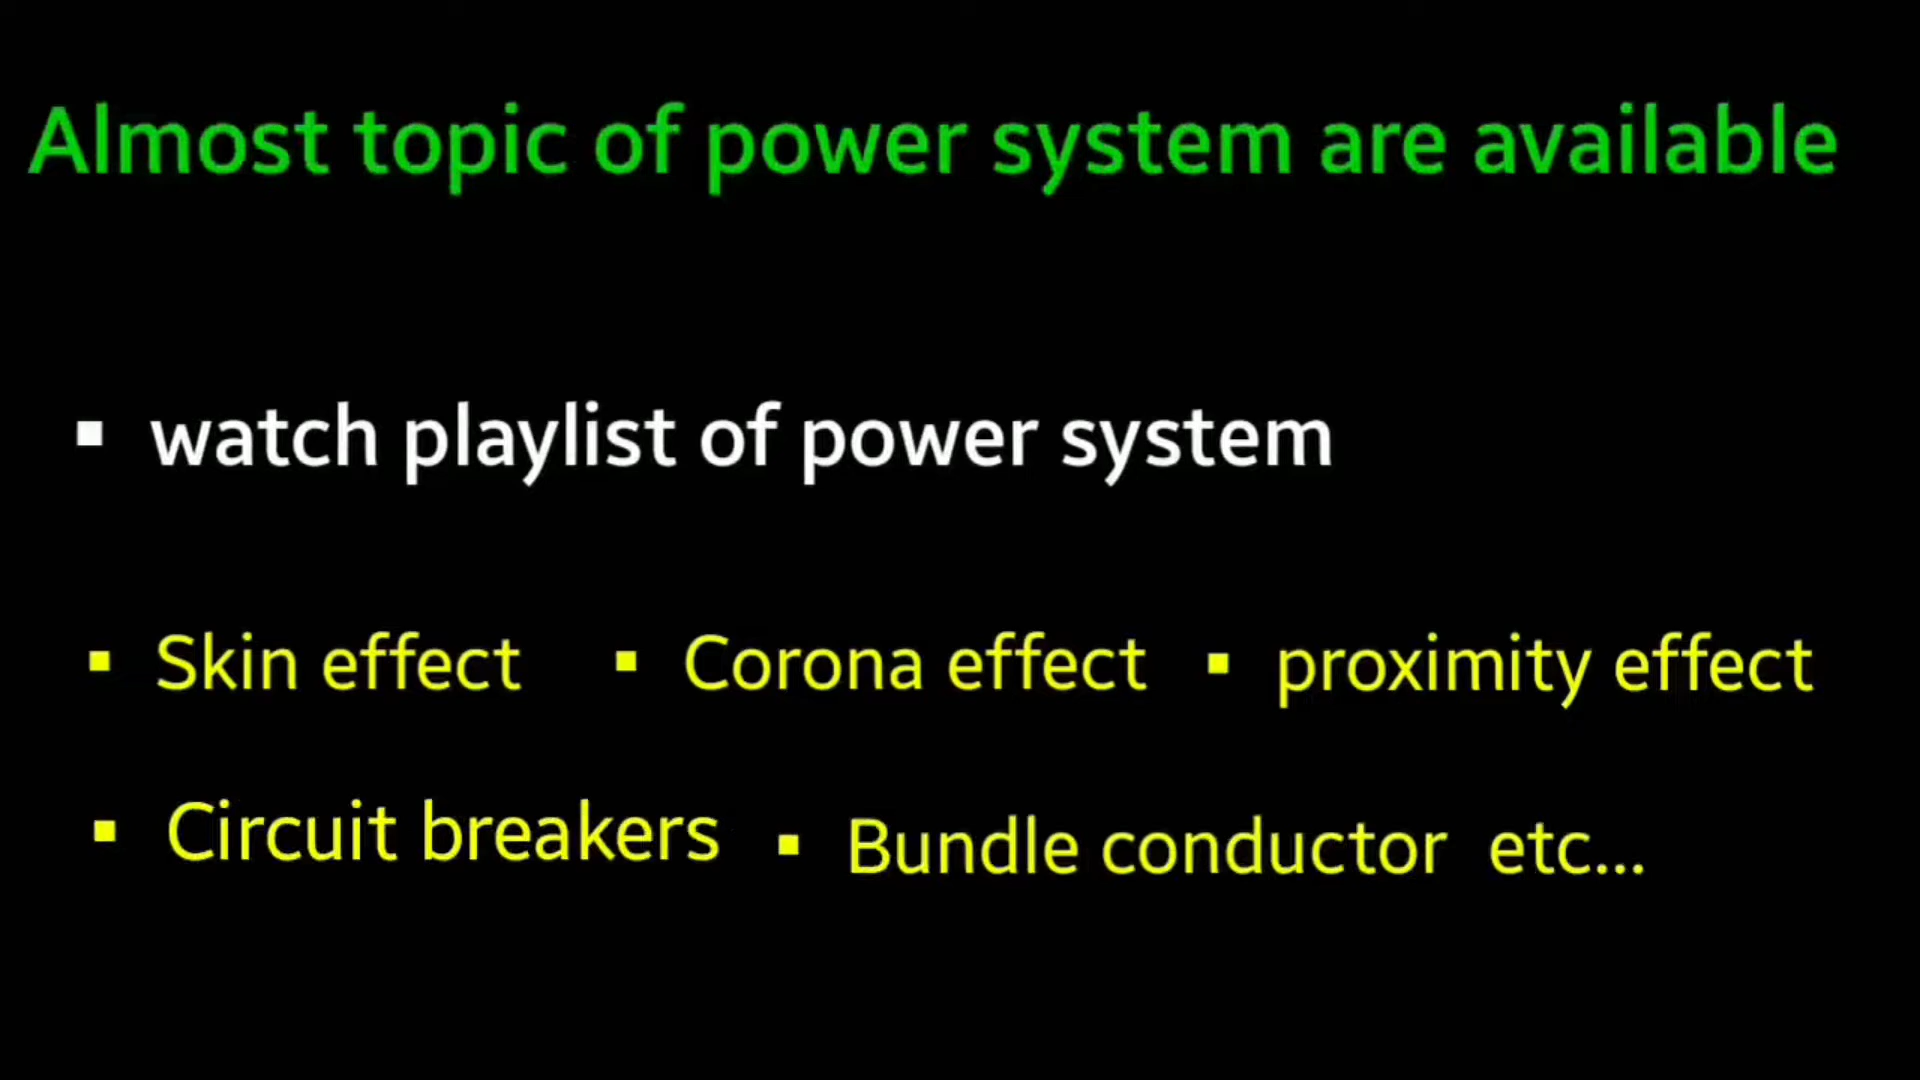 Almost topic of power system are available
▪ watch playlist of power system
▪ Skin effect ▪ Corona effect ▪ proximity effect
▪ Circuit breakers ▪ Bundle conductor etc...